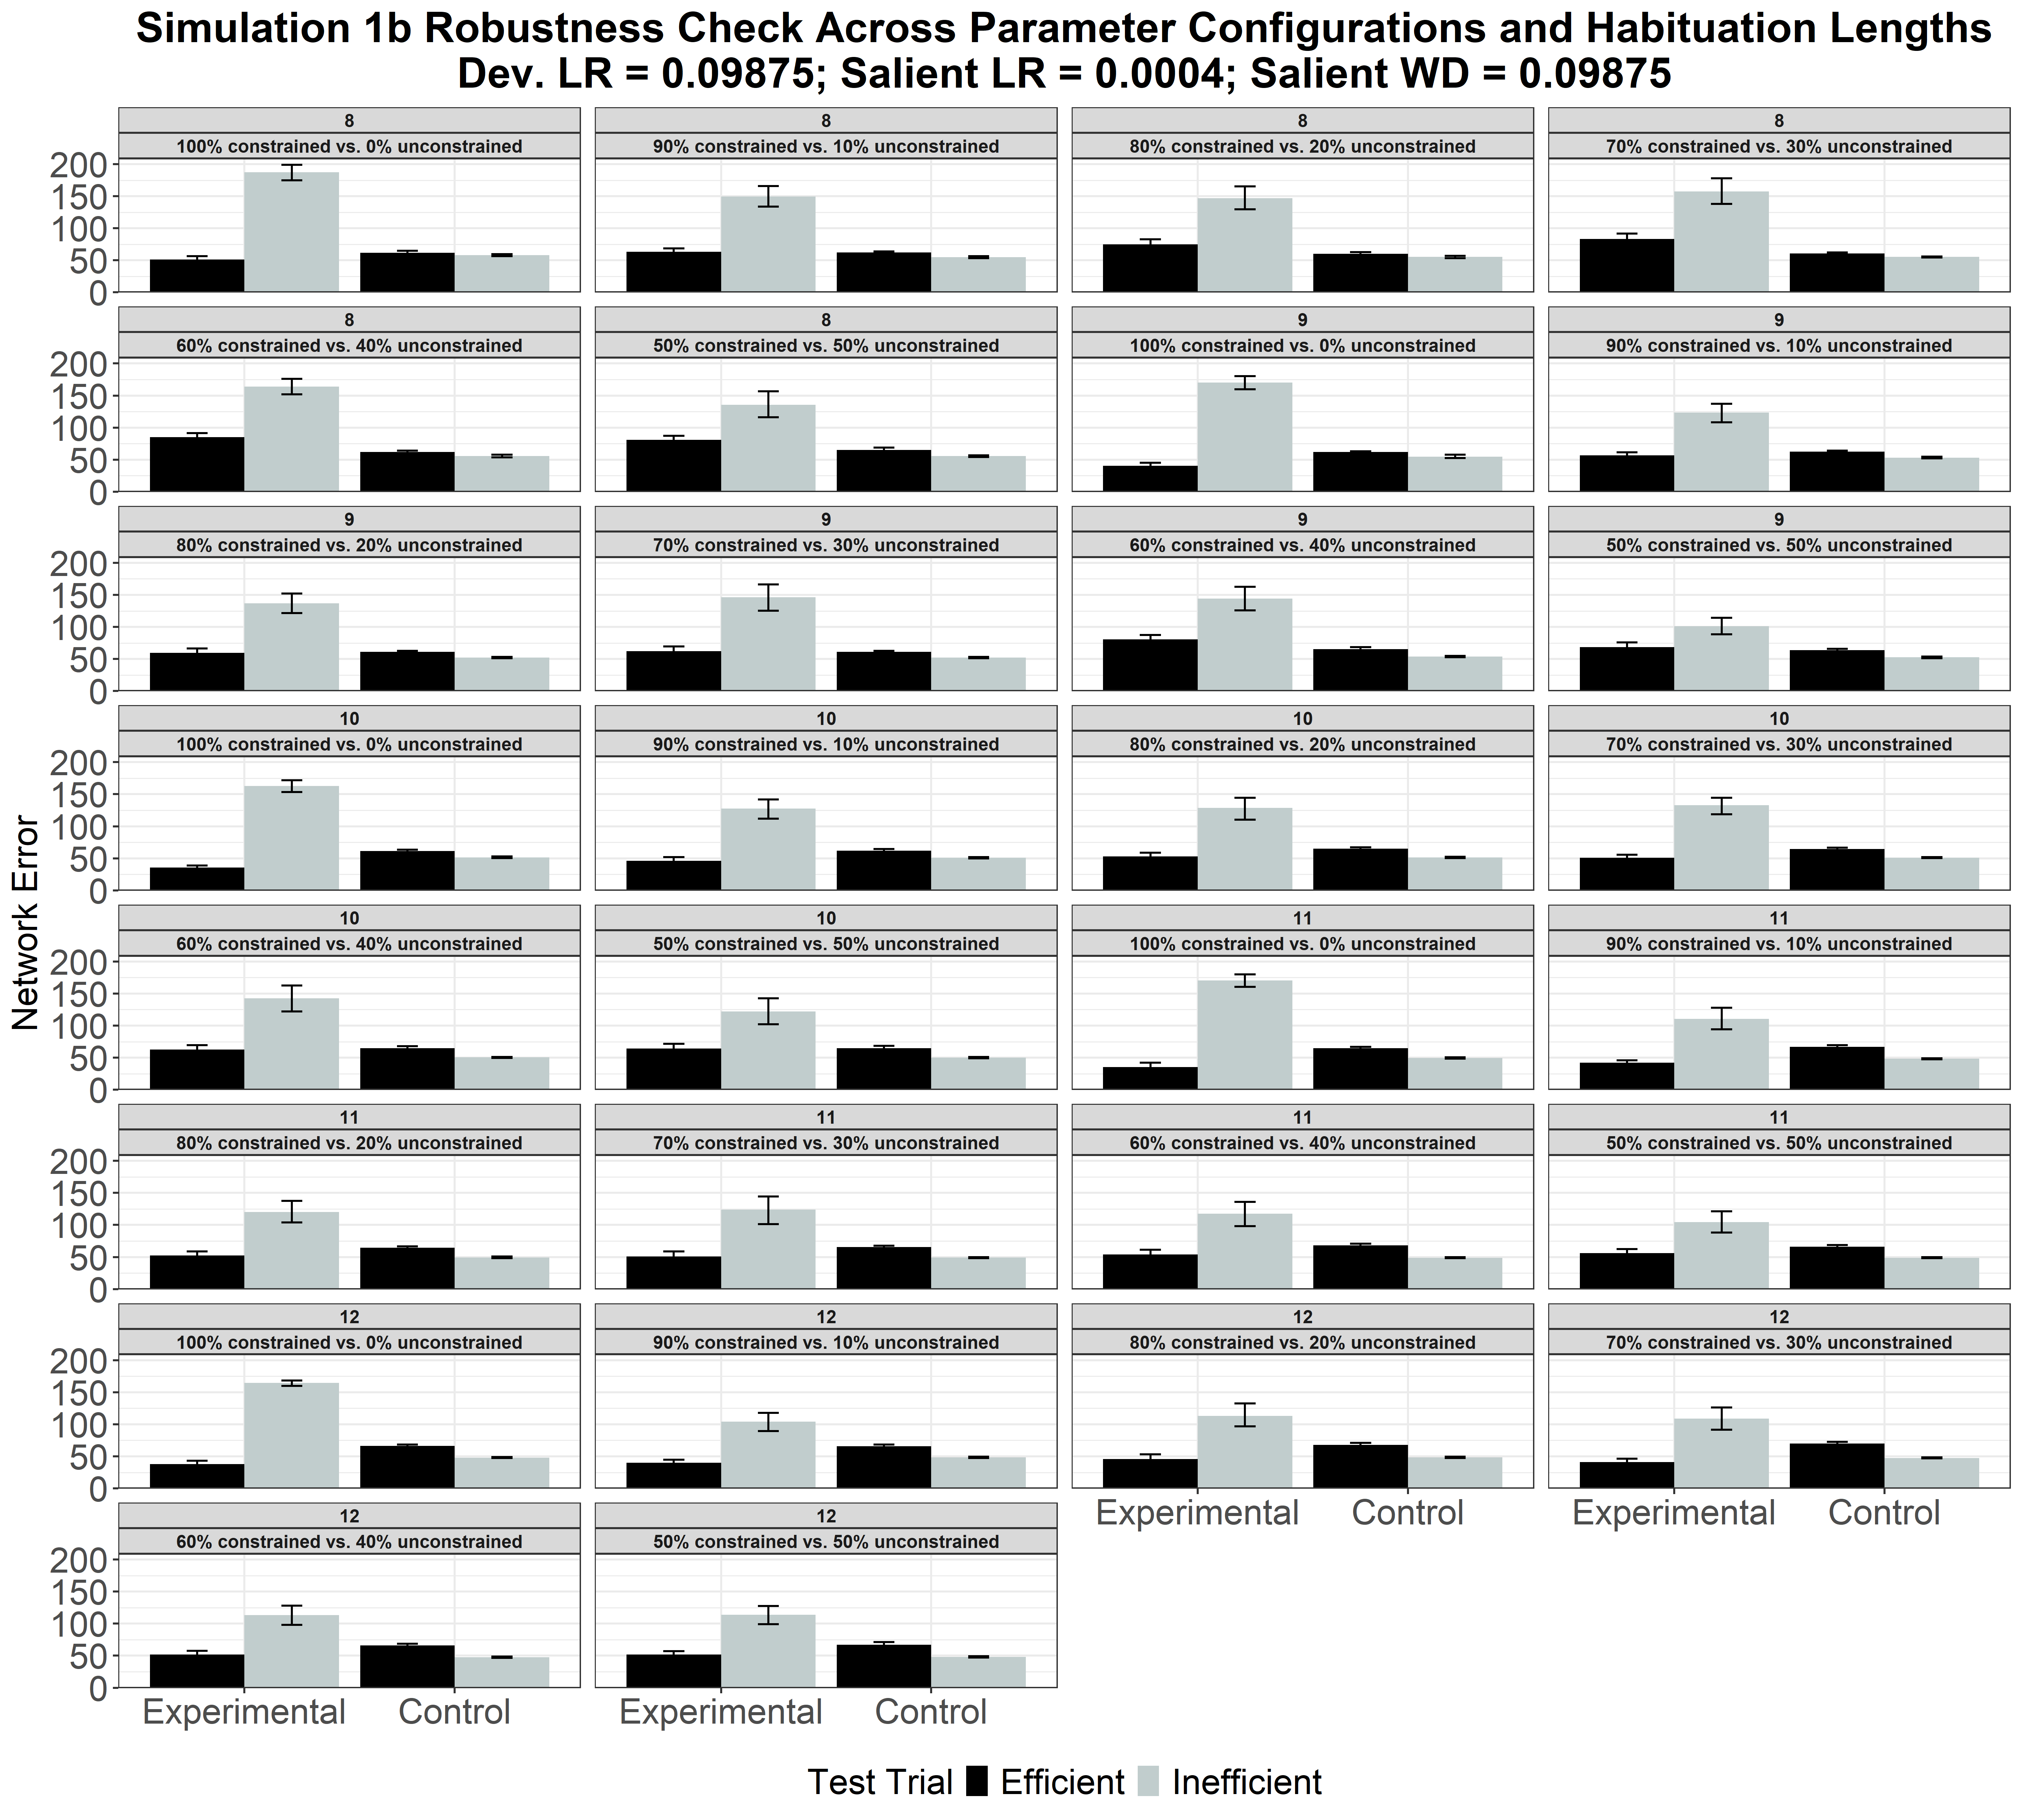 Simulation 1b Robustness Check Across Parameter Configurations and Habituation Lengths
Dev. LR = 0.09875; Salient LR = 0.0004; Salient WD = 0.09875
8 8 8 8
100% constrained vs. 0% unconstrained 90% constrained vs. 10% unconstrained 80% constrained vs. 20% unconstrained 70% constrained vs. 30% unconstrained
200
150
100
50
0
8 8 9 9
60% constrained vs. 40% unconstrained 50% constrained vs. 50% unconstrained 100% constrained vs. 0% unconstrained 90% constrained vs. 10% unconstrained
200
150
100
50
0
9 9 9 9
80% constrained vs. 20% unconstrained 70% constrained vs. 30% unconstrained 60% constrained vs. 40% unconstrained 50% constrained vs. 50% unconstrained
200
150
100
50
0
10 10 10 10
100% constrained vs. 0% unconstrained 90% constrained vs. 10% unconstrained 80% constrained vs. 20% unconstrained 70% constrained vs. 30% unconstrained
200
150
100
50
0
Network Error
10 10 11 11
60% constrained vs. 40% unconstrained 50% constrained vs. 50% unconstrained 100% constrained vs. 0% unconstrained 90% constrained vs. 10% unconstrained
200
150
100
50
0
11 11 11 11
80% constrained vs. 20% unconstrained 70% constrained vs. 30% unconstrained 60% constrained vs. 40% unconstrained 50% constrained vs. 50% unconstrained
200
150
100
50
0
12 12 12 12
100% constrained vs. 0% unconstrained 90% constrained vs. 10% unconstrained 80% constrained vs. 20% unconstrained 70% constrained vs. 30% unconstrained
200
150
100
50
0
Experimental Control Experimental Control
12 12
60% constrained vs. 40% unconstrained 50% constrained vs. 50% unconstrained
200
150
100
50
0
Experimental Control Experimental Control
Test Trial Efficient Inefficient